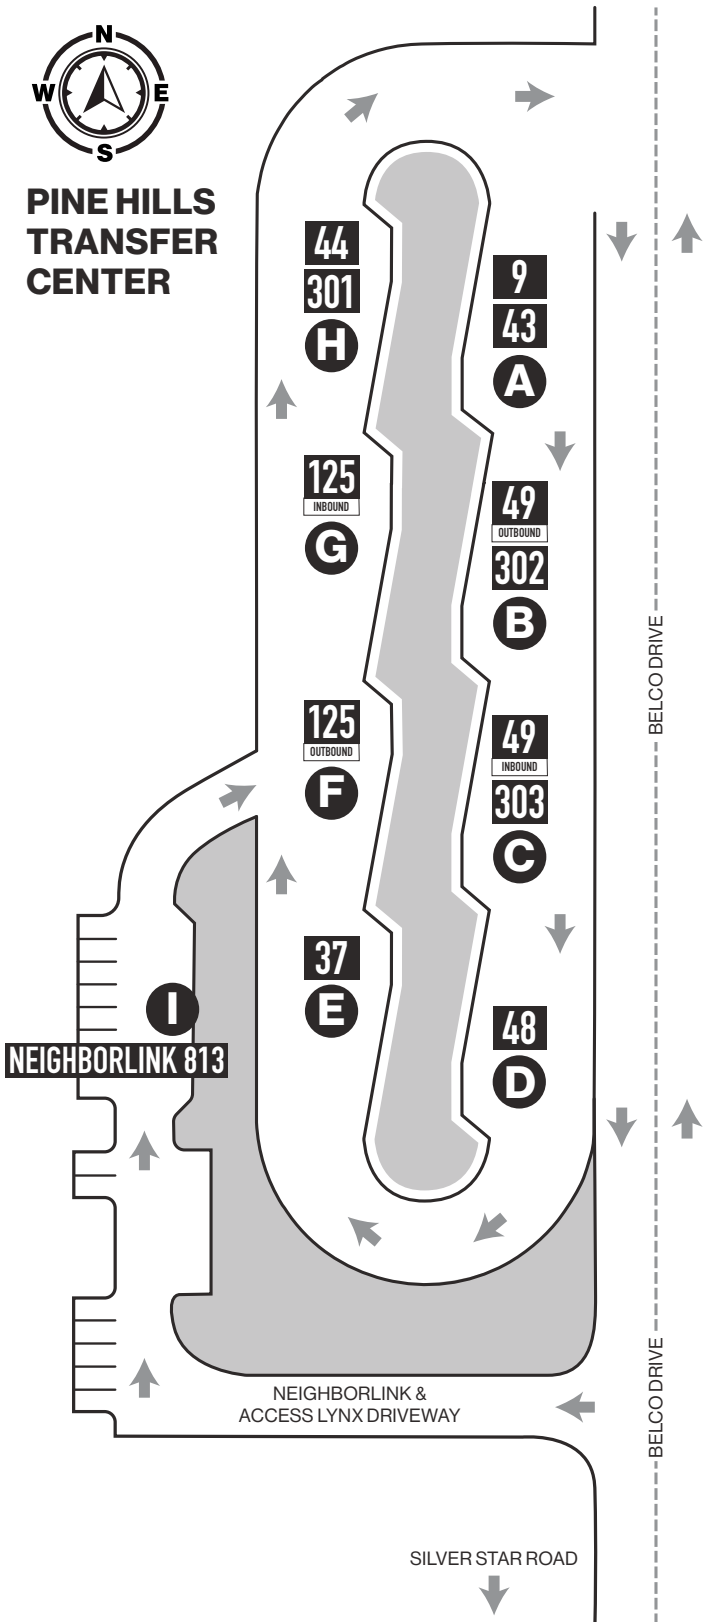 N
W E
S
PINE HILLS
TRANSFER
CENTER
44
301
H
9
43
A
125
INBOUND
G
49
OUTBOUND
302
B
125
OUTBOUND
F
49
INBOUND
303
C
37
E
I
NEIGHBORLINK 813
48
D
BELCO DRIVE
BELCO DRIVE
NEIGHBORLINK &
ACCESS LYNX DRIVEWAY
SILVER STAR ROAD